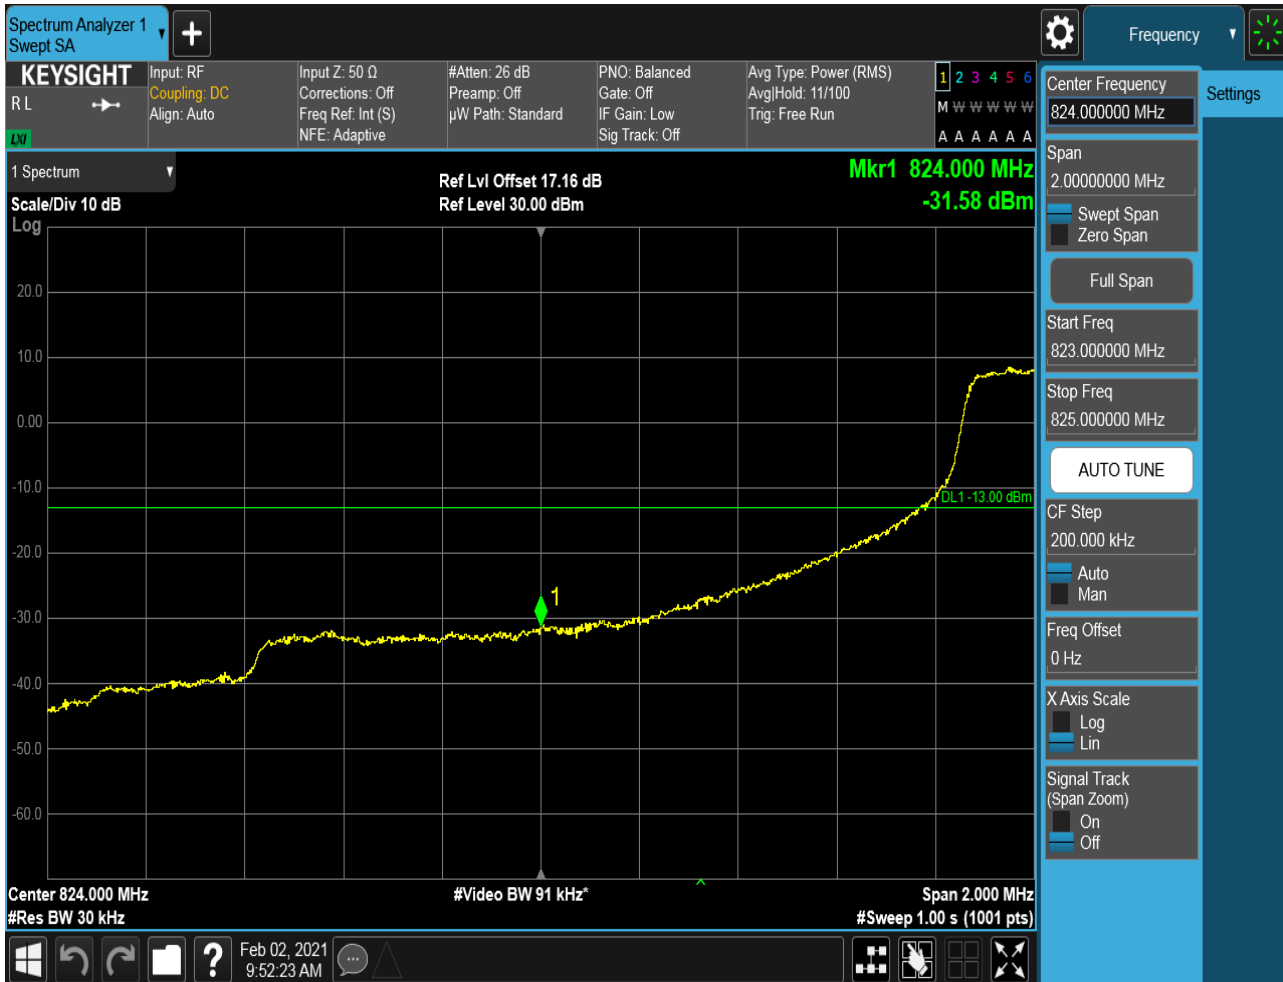 Spectrum Analyzer 1
Swept SA
+
Frequency
KEYSIGHT
R L
LXI
Input: RF
Coupling: DC
Align: Auto
Input Z: 50 Ω
Corrections: Off
Freq Ref: Int (S)
NFE: Adaptive
#Atten: 26 dB
Preamp: Off
µW Path: Standard
PNO: Balanced
Gate: Off
IF Gain: Low
Sig Track: Off
Avg Type: Power (RMS)
Avg|Hold: 11/100
Trig: Free Run
1 2 3 4 5 6
M W W W W W
A A A A A A
1 Spectrum
Scale/Div 10 dB
Log
Ref Lvl Offset 17.16 dB
Ref Level 30.00 dBm
Mkr1 824.000 MHz
-31.58 dBm
20.0
10.0
0.00
-10.0
DL1 -13.00 dBm
-20.0
1
-30.0
-40.0
-50.0
-60.0
Center 824.000 MHz
#Video BW 91 kHz*
Span 2.000 MHz
#Res BW 30 kHz
#Sweep 1.00 s (1001 pts)
?
Feb 02, 2021
9:52:23 AM
Center Frequency
824.000000 MHz
Settings
Span
2.00000000 MHz
Swept Span
Zero Span
Full Span
Start Freq
823.000000 MHz
Stop Freq
825.000000 MHz
AUTO TUNE
CF Step
200.000 kHz
Auto
Man
Freq Offset
0 Hz
X Axis Scale
Log
Lin
Signal Track
(Span Zoom)
On
Off